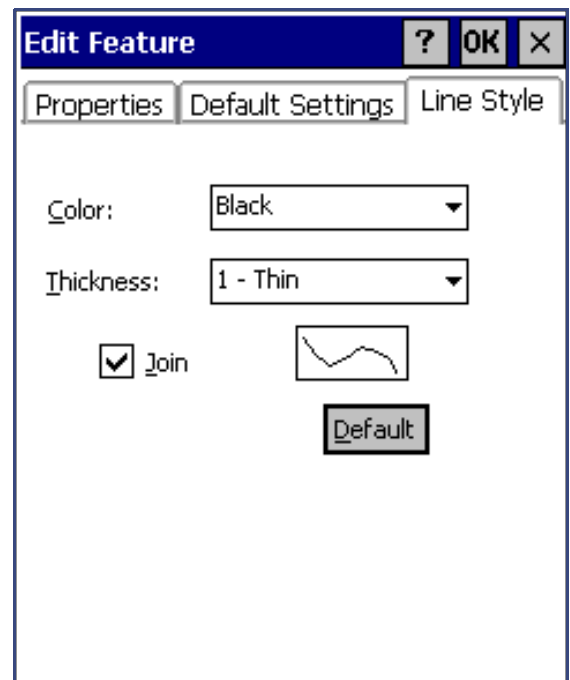 Edit Feature ? OK ×
Properties Default Settings Line Style
Color: Black
Thickness: 1 - Thin
Join
Default